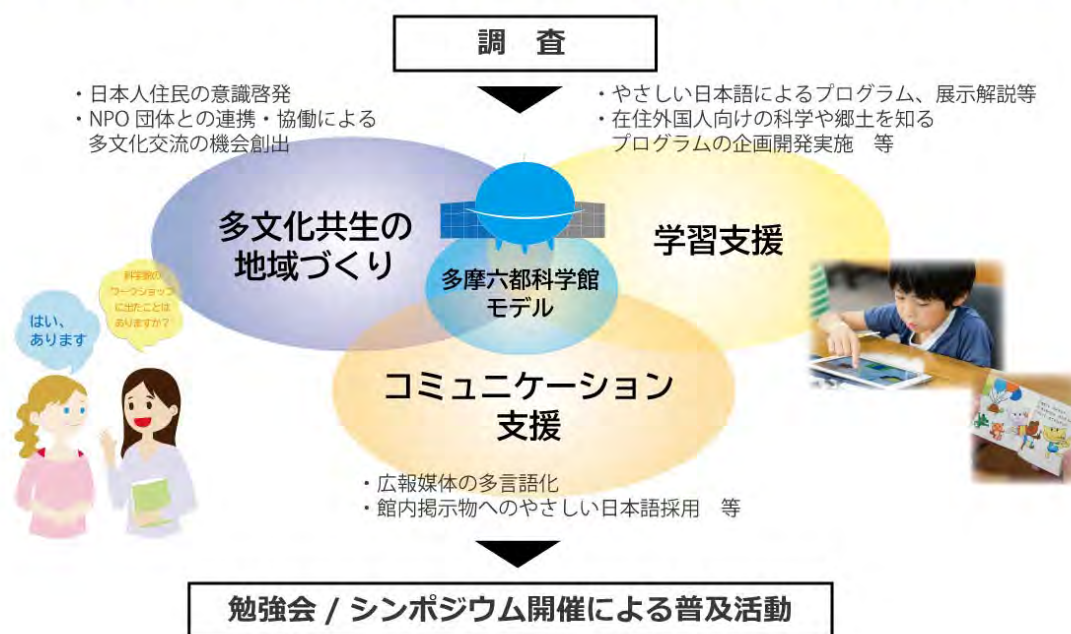 調 査
・日本人住民の意識啓発
・NPO 団体との連携・協働による
多文化交流の機会創出
・やさしい日本語によるプログラム、展示解説等
・在住外国人向けの科学や郷土を知る
プログラムの企画開発実施 等
多文化共生の
地域づくり
学習支援
多摩六都科学館
モデル
科学館の
ワークショップ
に出たことは
ありますか?
はい、
あります
コミュニケーション
支援
・広報媒体の多言語化
・館内掲示物へのやさしい日本語採用 等
勉強会 / シンポジウム開催による普及活動